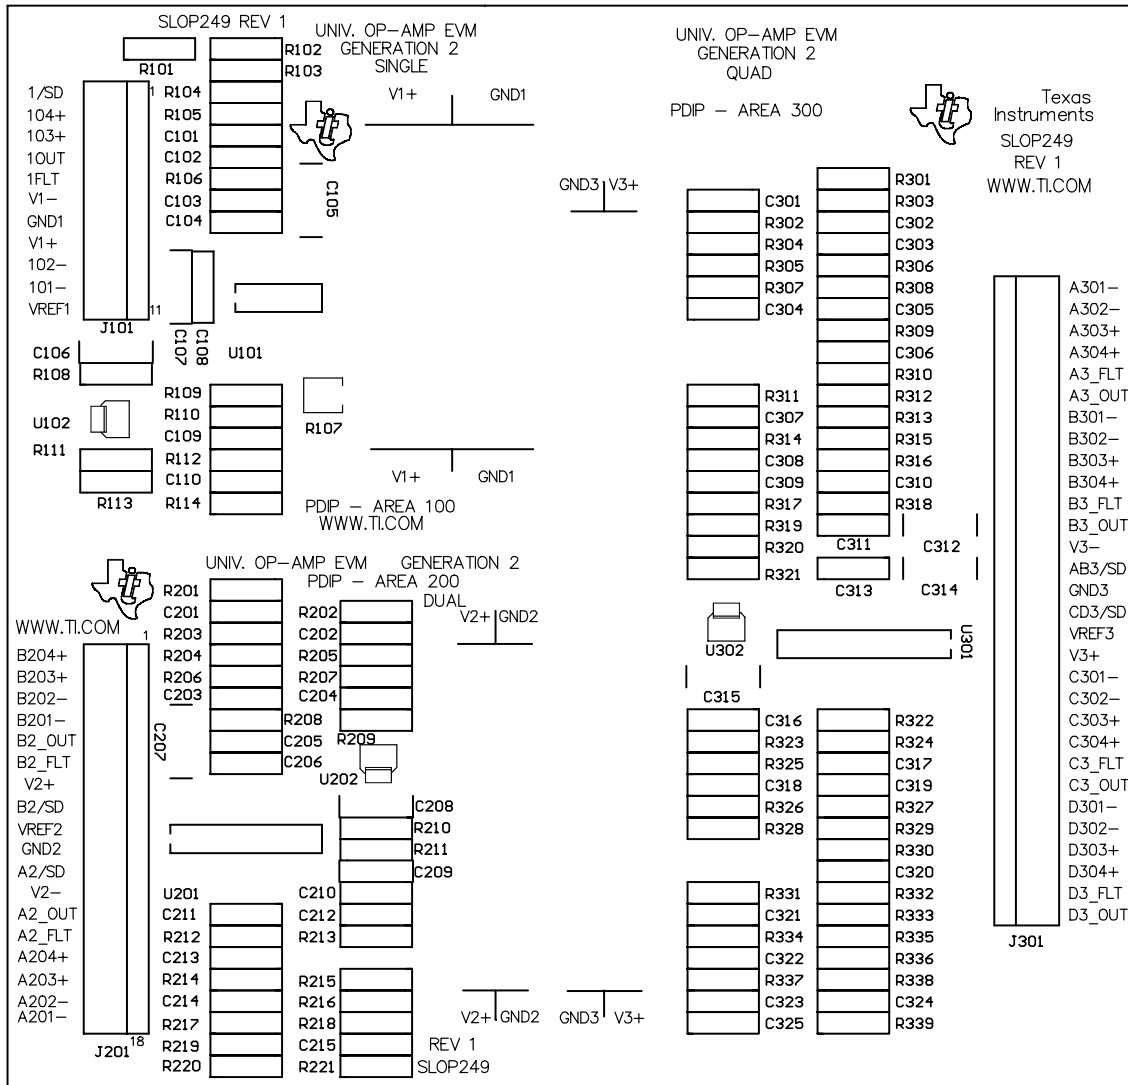 SLOP249 REV 1
UNIV. OP-AMP EVM
GENERATION 2
SINGLE
R101
R102
R103
R104
R105
C101
C102
R106
C103
C104
C105
V1+ GND1
1/SD
104+
103+
1OUT
1FLT
V1-
GND1
V1+
102-
101-
VREF1
1
11
J101
C107
C108
U101
C106
R108
U102
R111
R113
R109
R110
C109
R112
C110
R114
R107
V1+ GND1
PDIP - AREA 100
WWW.TI.COM
UNIV. OP-AMP EVM GENERATION 2
PDIP - AREA 200
DUAL
WWW.TI.COM
1
B204+
B203+
B202-
B201-
B2_OUT
B2_FLT
V2+
B2/SD
VREF2
GND2
A2/SD
V2-
A2_OUT
A2_FLT
A204+
A203+
A202-
A201-
18
J201
R201
C201
R203
R204
R206
C203
R208
C205
C206
C207
R202
C202
R205
R207
C204
R209
U202
V2+ GND2
C208
R210
R211
C209
U201
C210
C211
C212
R212
R213
C213
R214
C214
R217
R219
R220
R215
R216
R218
C215
R221
V2+ GND2
REV 1
SLOP249
UNIV. OP-AMP EVM
GENERATION 2
QUAD
PDIP - AREA 300
Texas
Instruments
SLOP249
REV 1
WWW.TI.COM
GND3 V3+
C301
R302
R304
R305
R307
C304
R301
R303
C302
C303
R306
R308
C305
R309
C306
R310
R312
R313
R315
R316
C310
R318
R311
C307
R314
C308
C309
R317
R319
R320
R321
C311
C312
C313
C314
U302
U301
C315
C316
R323
R325
C318
R326
R328
R322
R324
C317
C319
R327
R329
R330
C320
R332
R333
R335
R336
R338
C324
R339
R331
C321
R334
C322
R337
C323
C325
GND3 V3+
A301-
A302-
A303+
A304+
A3_FLT
A3_OUT
B301-
B302-
B303+
B304+
B3_FLT
B3_OUT
V3-
AB3/SD
GND3
CD3/SD
VREF3
V3+
C301-
C302-
C303+
C304+
C3_FLT
C3_OUT
D301-
D302-
D303+
D304+
D3_FLT
D3_OUT
J301